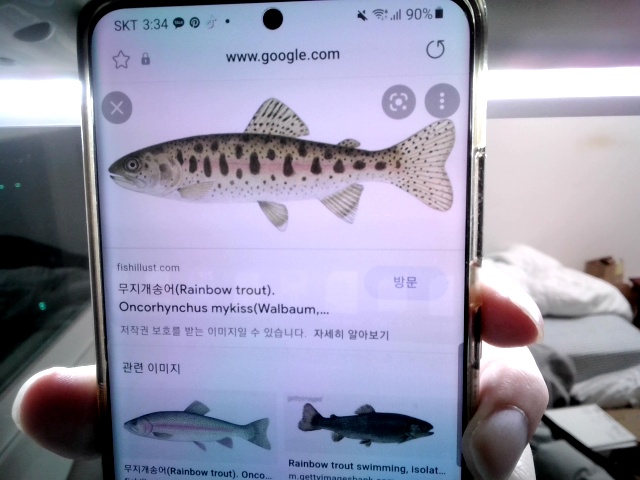 SKT 3:34
90%
www.google.com
fishillust.com
무지개송어(Rainbow trout).
Oncorhynchus mykiss(Walbaum,...
방문
저작권 보호를 받는 이미지일 수 있습니다. 자세히 알아보기
관련 이미지
gettyimages
무지개송어(Rainbow trout). Onco...
Rainbow trout swimming, isolat...
m.gettyimagesbank.com